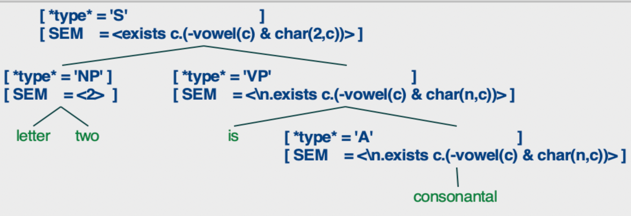 [ *type* = 'S' ]
[ SEM = <exists c.(-vowel(c) & char(2,c))> ]
[ *type* = 'NP' ] [ *type* = 'VP' ]
[ SEM = <2> ] [ SEM = <\n.exists c.(-vowel(c) & char(n,c))> ]
letter two is [ *type* = 'A' ]
[ SEM = <\n.exists c.(-vowel(c) & char(n,c))> ]
consonantal